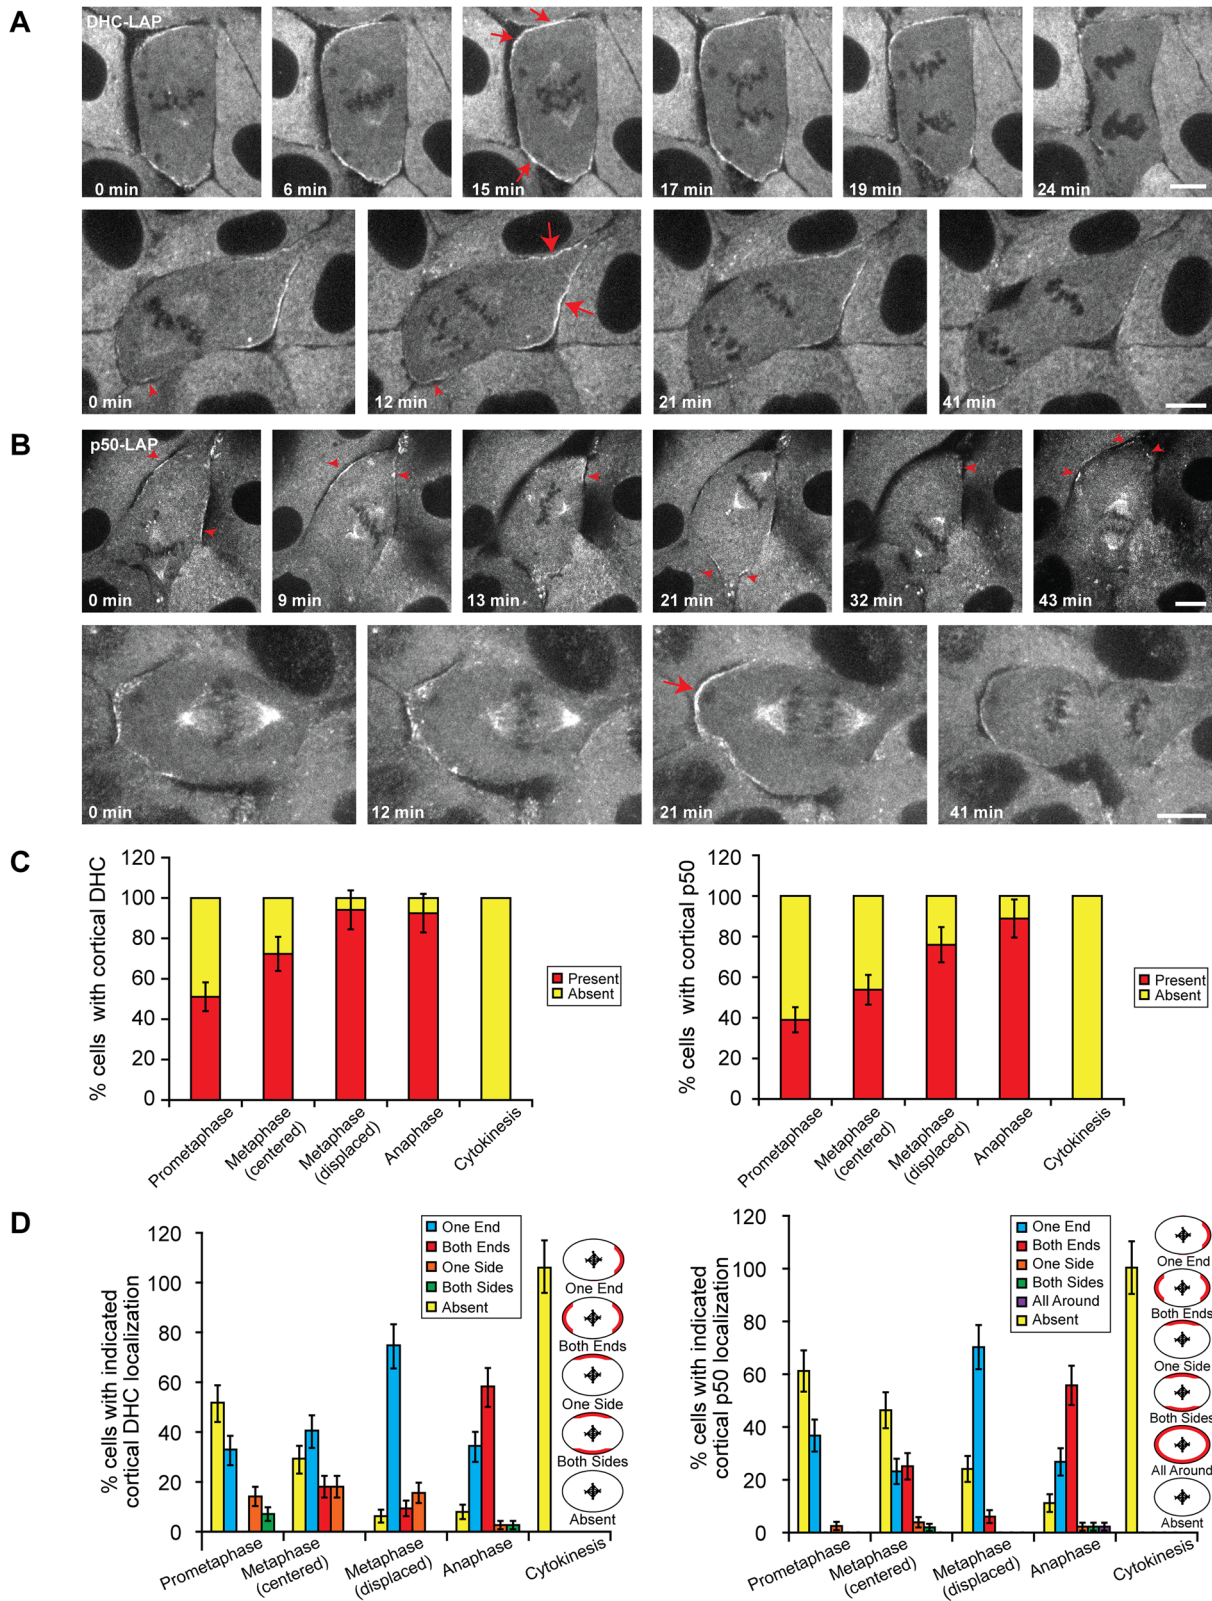 A
DHC-LAP
0 min
6 min
15 min
17 min
19 min
24 min
0 min
12 min
21 min
41 min
B
p50-LAP
0 min
9 min
13 min
21 min
32 min
43 min
0 min
12 min
21 min
41 min
C
% cells with cortical DHC
120
100
80
60
40
20
0
Prometaphase
Metaphase
(centered)
Metaphase
(displaced)
Anaphase
Cytokinesis
Present
Absent
% cells with cortical p50
120
100
80
60
40
20
0
Prometaphase
Metaphase
(centered)
Metaphase
(displaced)
Anaphase
Cytokinesis
Present
Absent
D
% cells with indicated
cortical DHC localization
120
100
80
60
40
20
0
Prometaphase
Metaphase
(centered)
Metaphase
(displaced)
Anaphase
Cytokinesis
One End
Both Ends
One Side
Both Sides
Absent
One End
Both Ends
One Side
Both Sides
Absent
% cells with indicated
cortical p50 localization
120
100
80
60
40
20
0
Prometaphase
Metaphase
(centered)
Metaphase
(displaced)
Anaphase
Cytokinesis
One End
Both Ends
One Side
Both Sides
All Around
Absent
One End
Both Ends
One Side
Both Sides
All Around
Absent